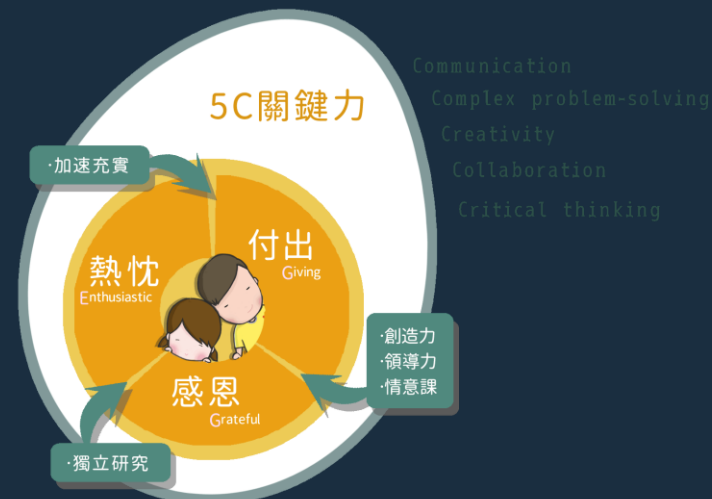 5C關鍵力
Communication
Complex problem-solving
Creativity
Collaboration
Critical thinking
·加速充實
付出
Giving
熱忱
Enthusiastic
感恩
Grateful
·創造力
·領導力
·情意課
·獨立研究